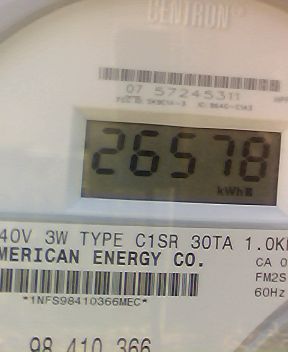 CENTRON
07 57245311
26578
kWh
40V 3W TYPE C1SR 30TA 1.0K
MERICAN ENERGY CO.
CA 0
FM2S
60Hz
*1NFS98410366MEC*
98 410 366